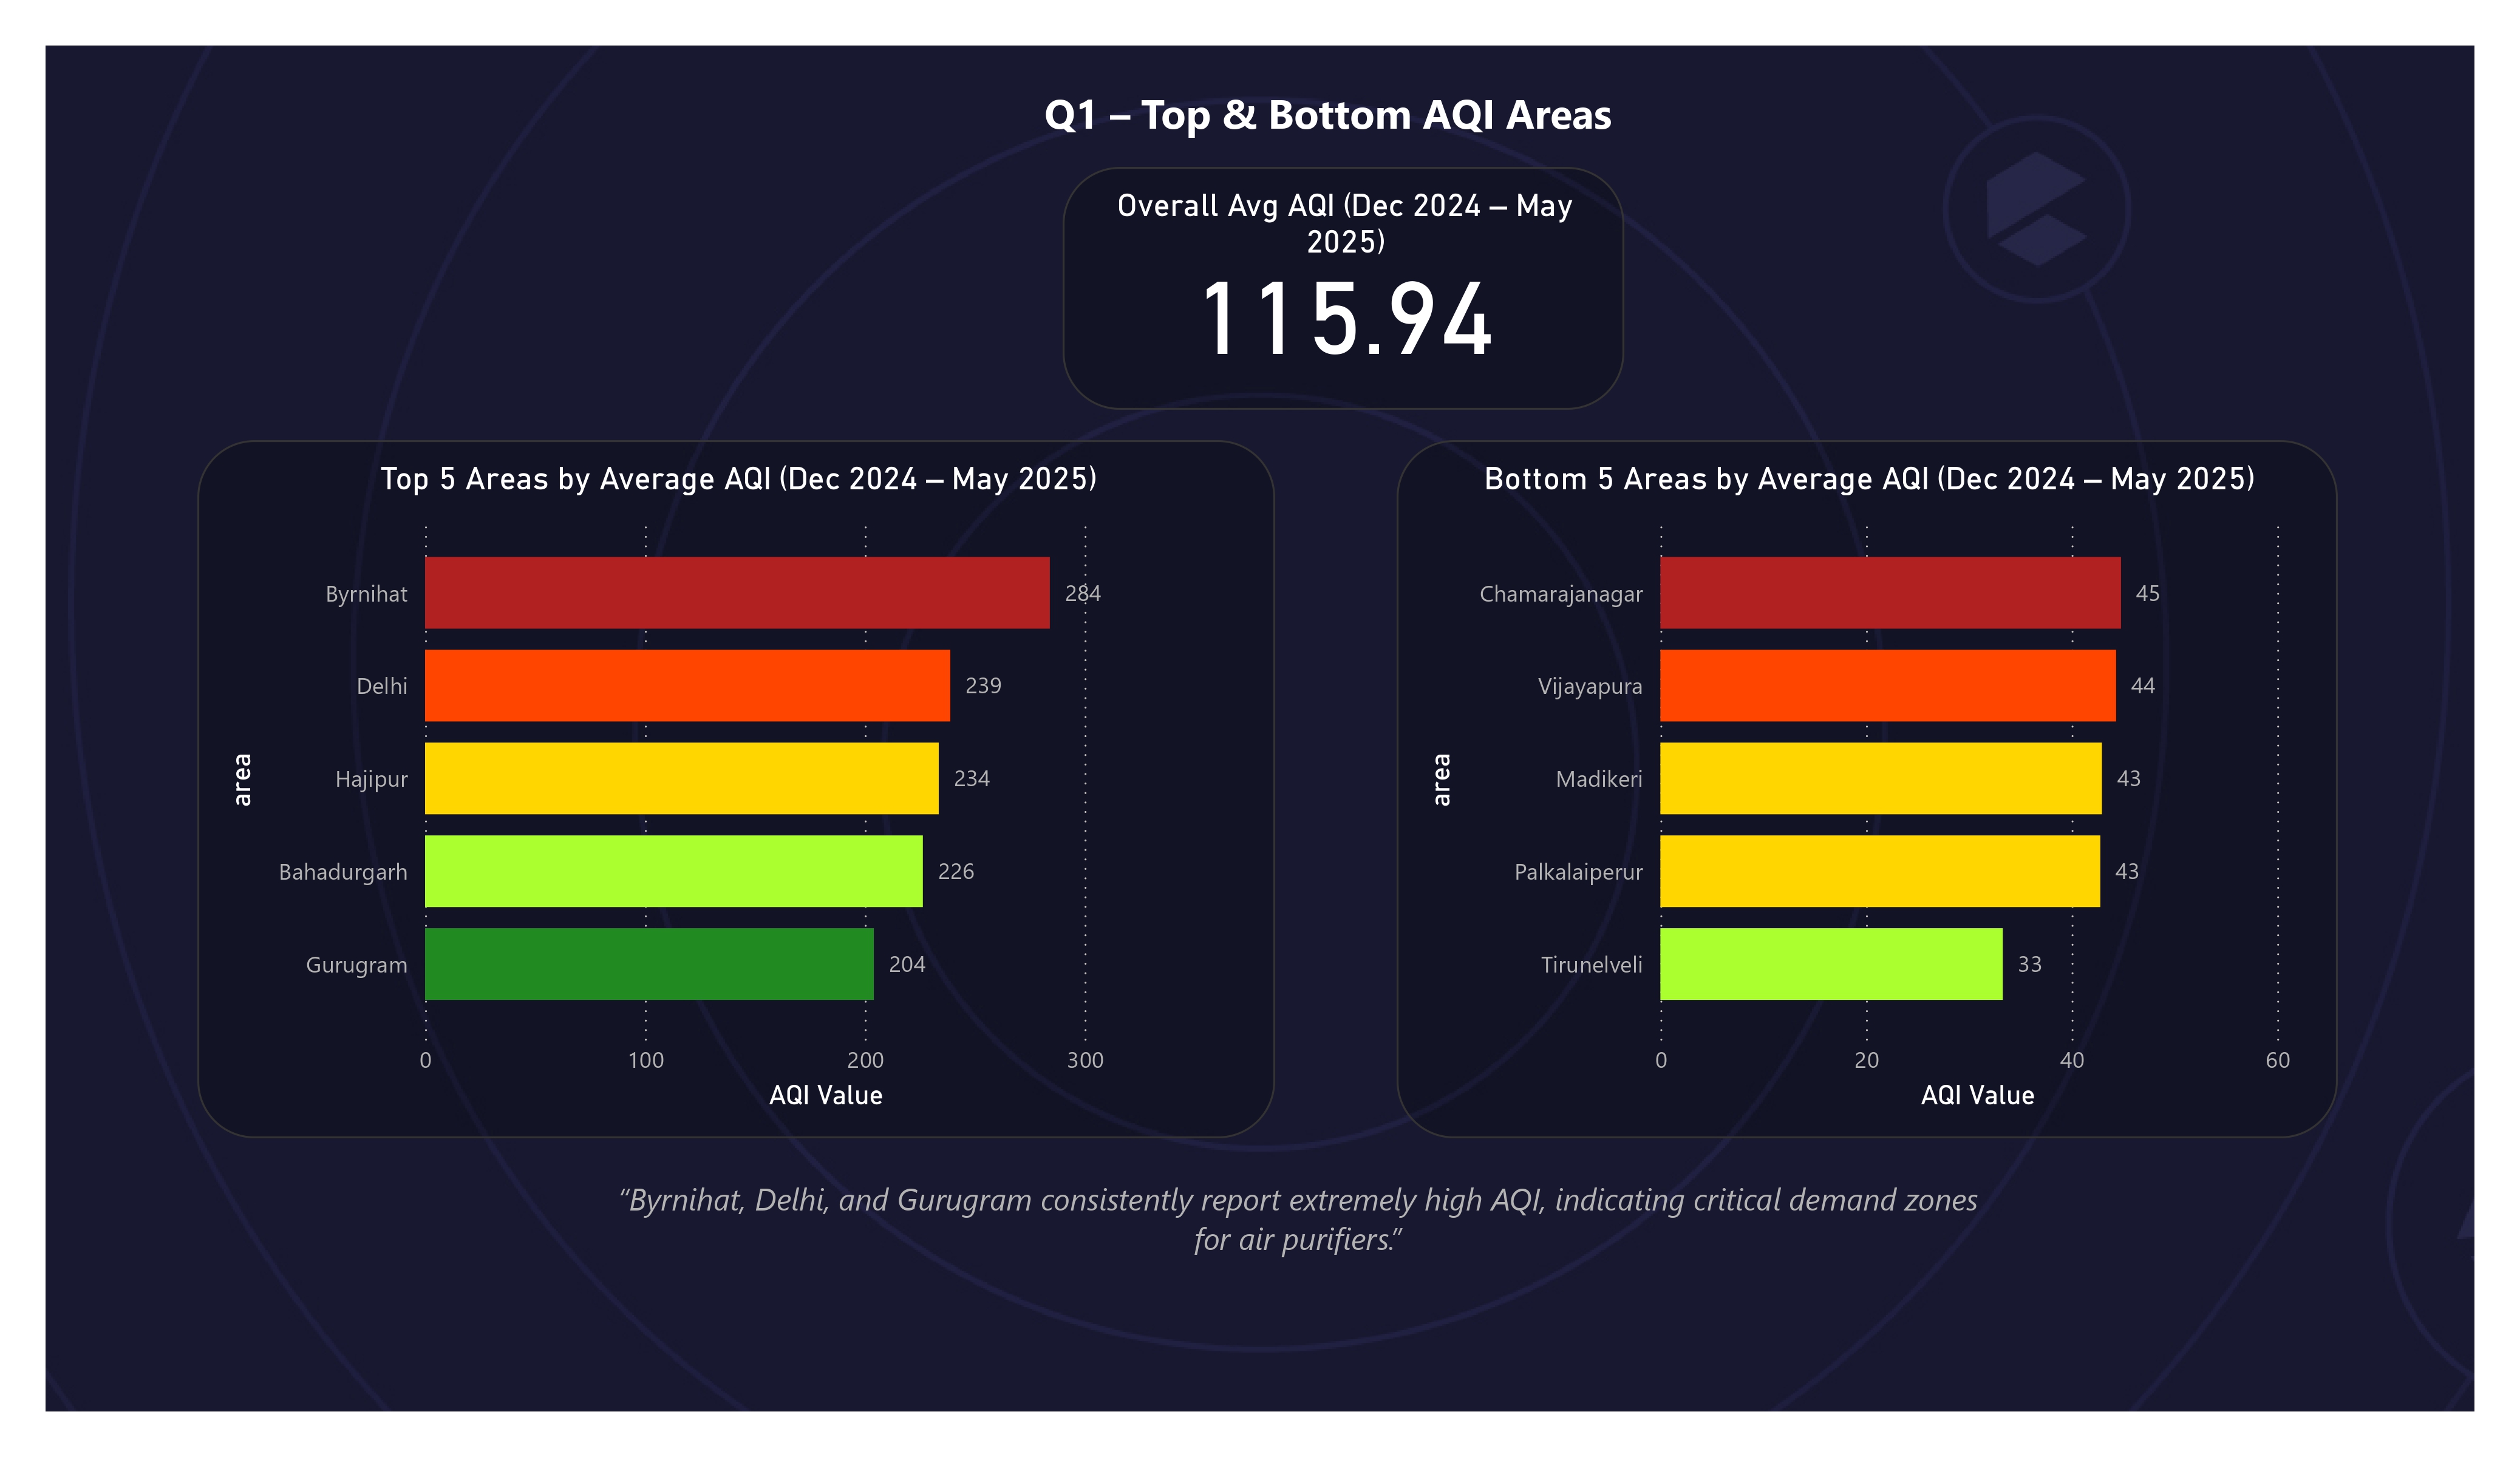 Q1 – Top & Bottom AQI Areas
Overall Avg AQI (Dec 2024 – May
2025)
115.94
Top 5 Areas by Average AQI (Dec 2024 – May 2025)
area
Byrnihat 284
Delhi 239
Hajipur 234
Bahadurgarh 226
Gurugram 204
0 100 200 300
AQI Value
Bottom 5 Areas by Average AQI (Dec 2024 – May 2025)
area
Chamarajanagar 45
Vijayapura 44
Madikeri 43
Palkalaiperur 43
Tirunelveli 33
0 20 40 60
AQI Value
“Byrnihat, Delhi, and Gurugram consistently report extremely high AQI, indicating critical demand zones
for air purifiers.”